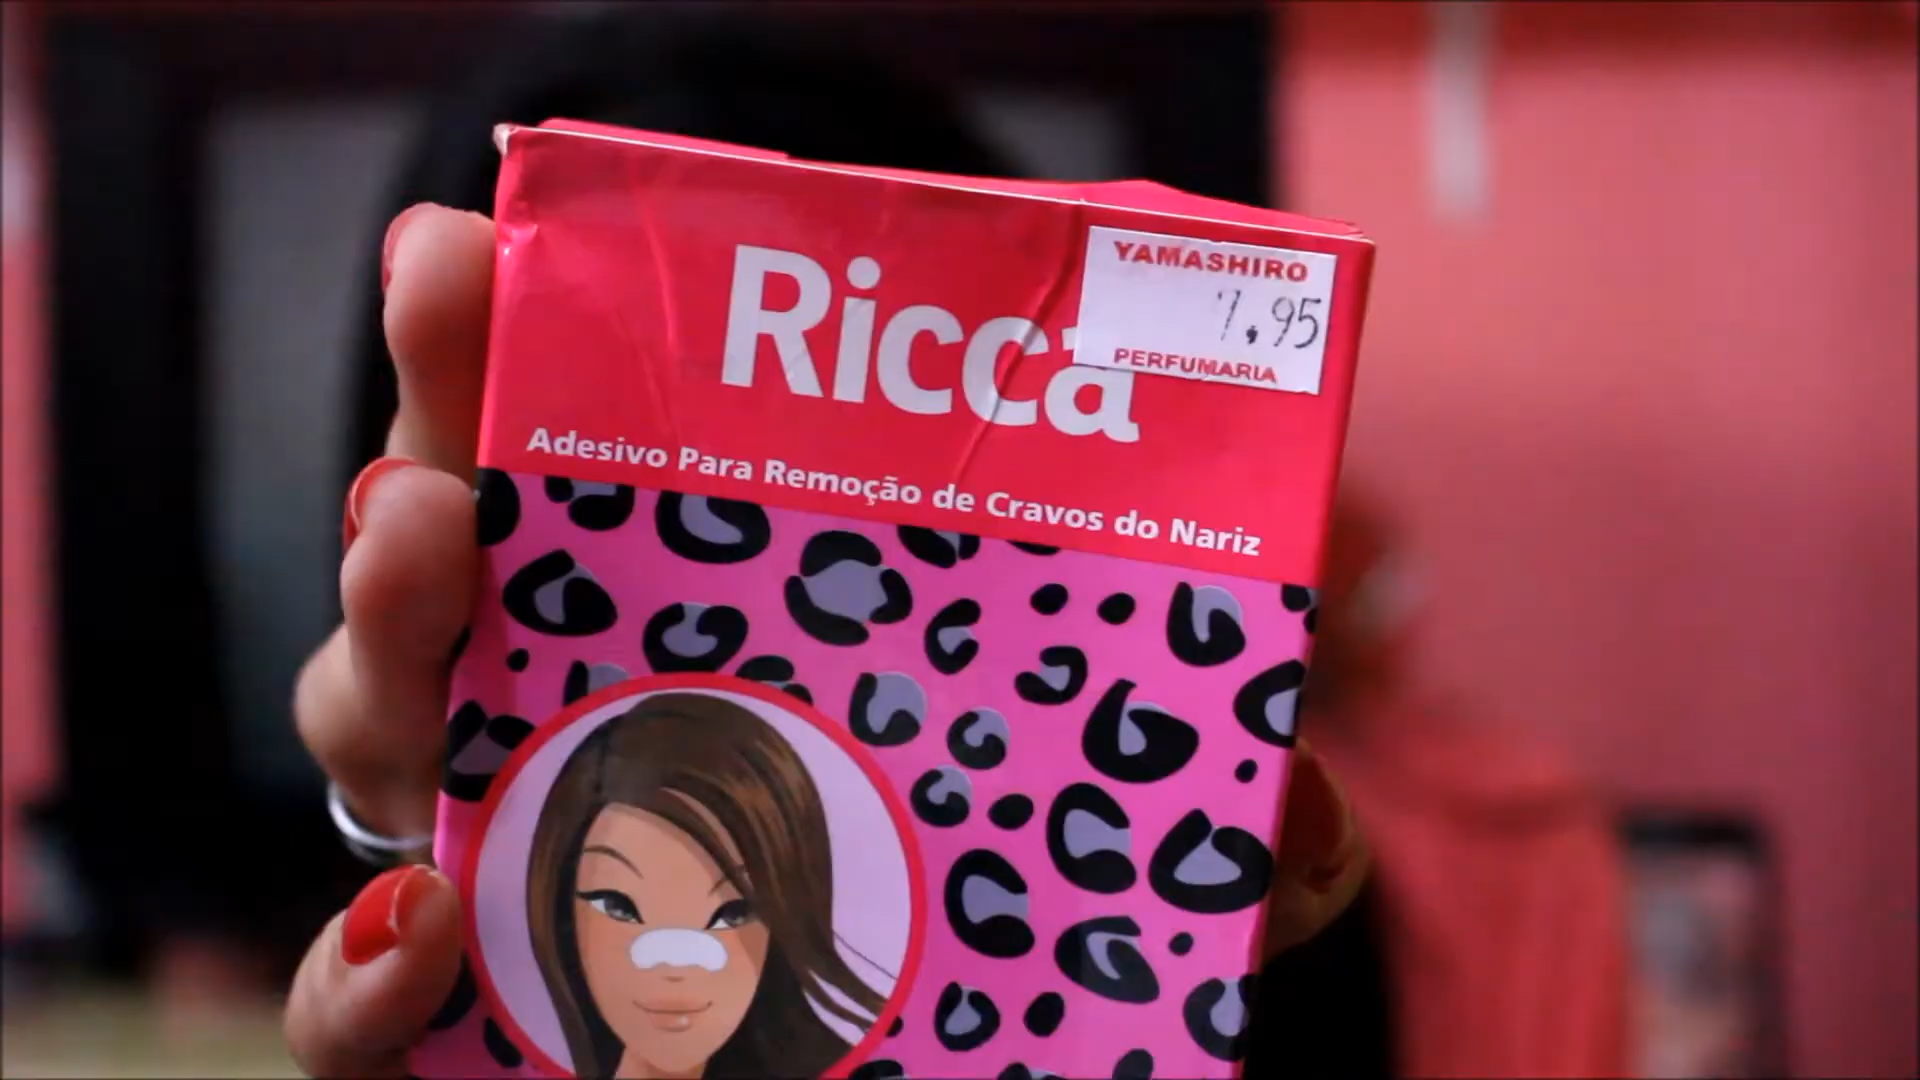 Ricca
YAMASHIRO
7.95
PERFUMARIA
Adesivo Para Remoção de Cravos do Nariz